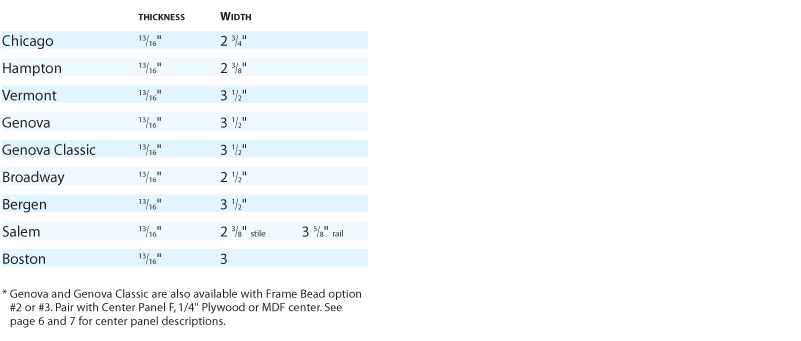 THICKNESS WIDTH
Chicago 13/16" 2 3/4"
Hampton 13/16" 2 3/8"
Vermont 13/16" 3 1/2"
Genova 13/16" 3 1/2"
Genova Classic 13/16" 3 1/2"
Broadway 13/16" 2 1/2"
Bergen 13/16" 3 1/2"
Salem 13/16" 2 3/8" stile 3 5/8" rail
Boston 13/16" 3
* Genova and Genova Classic are also available with Frame Bead option
#2 or #3. Pair with Center Panel F, 1/4" Plywood or MDF center. See
page 6 and 7 for center panel descriptions.